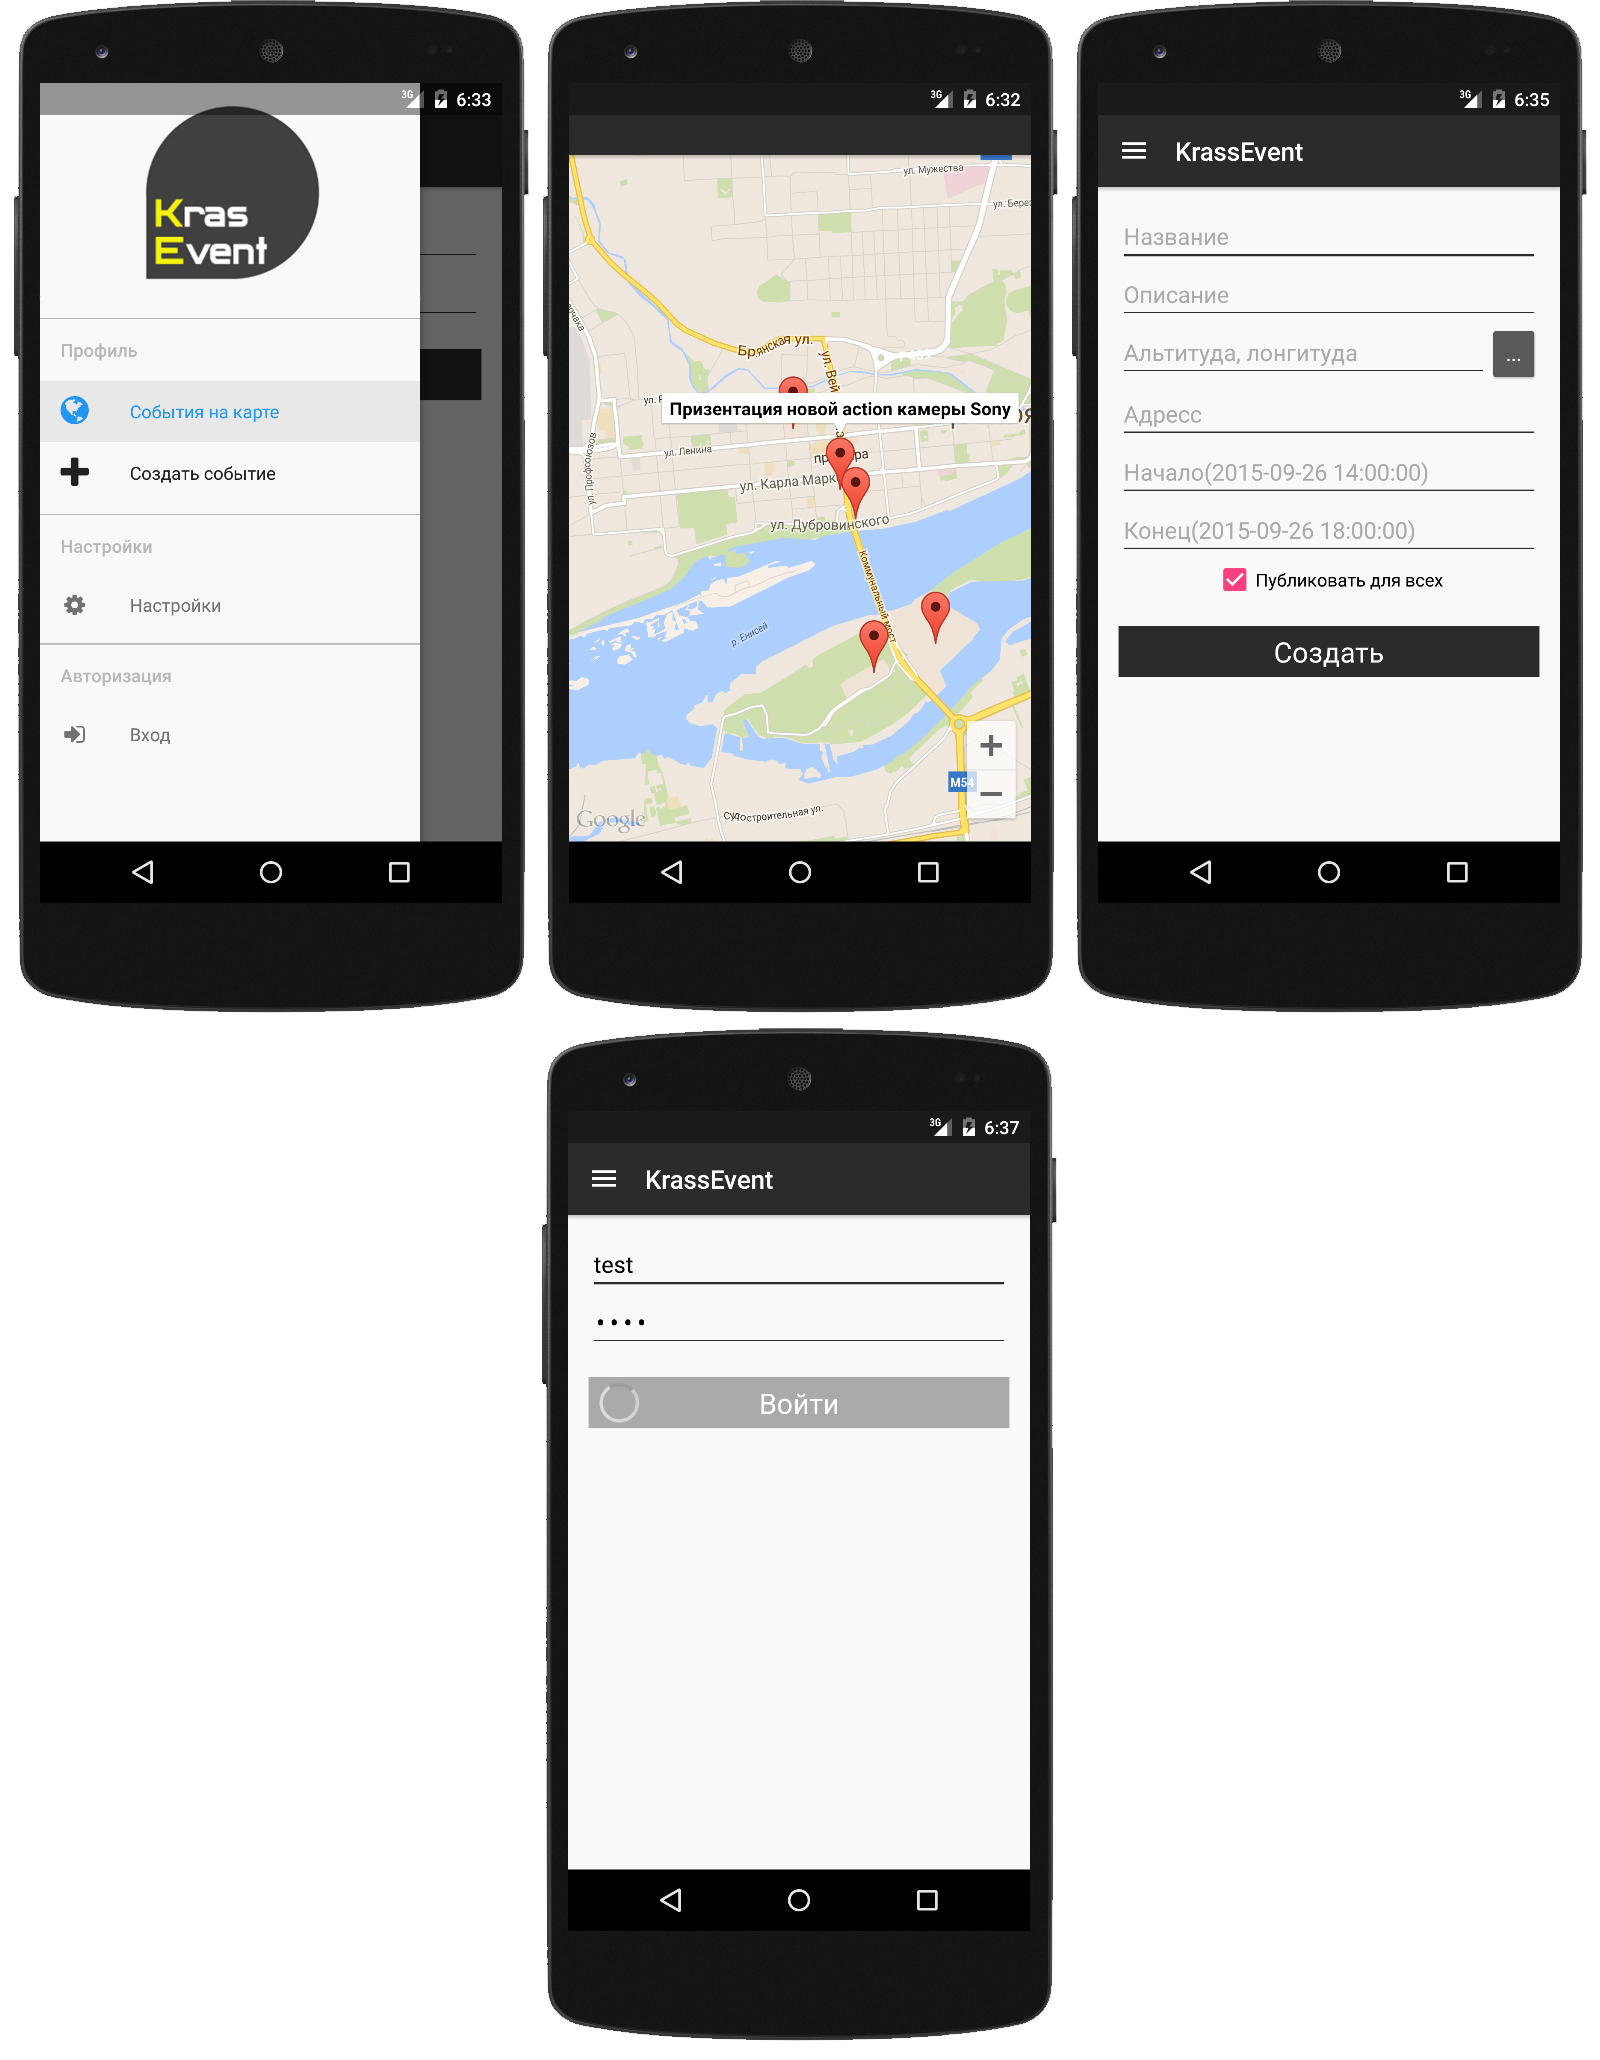 3G 6:33
Kras
Event
Профиль
События на карте
Создать событие
Настройки
Настройки
Авторизация
Вход
3G 6:32
ул. Мужества
ул. Берез
Брянская ул.
ул. Вей
Призентация новой action камеры Sony
ул. Ленина
ул. Профсоюзов
ул. Карла Марк
ул. Дубровинского
Коммунальный мост
р. Енисей
M54
Судостроительная ул.
Google
3G 6:35
KrassEvent
Название
Описание
Альтитуда, лонгитуда
...
Адресс
Начало(2015-09-26 14:00:00)
Конец(2015-09-26 18:00:00)
Публиковать для всех
Создать
3G 6:37
KrassEvent
test
••••
Войти